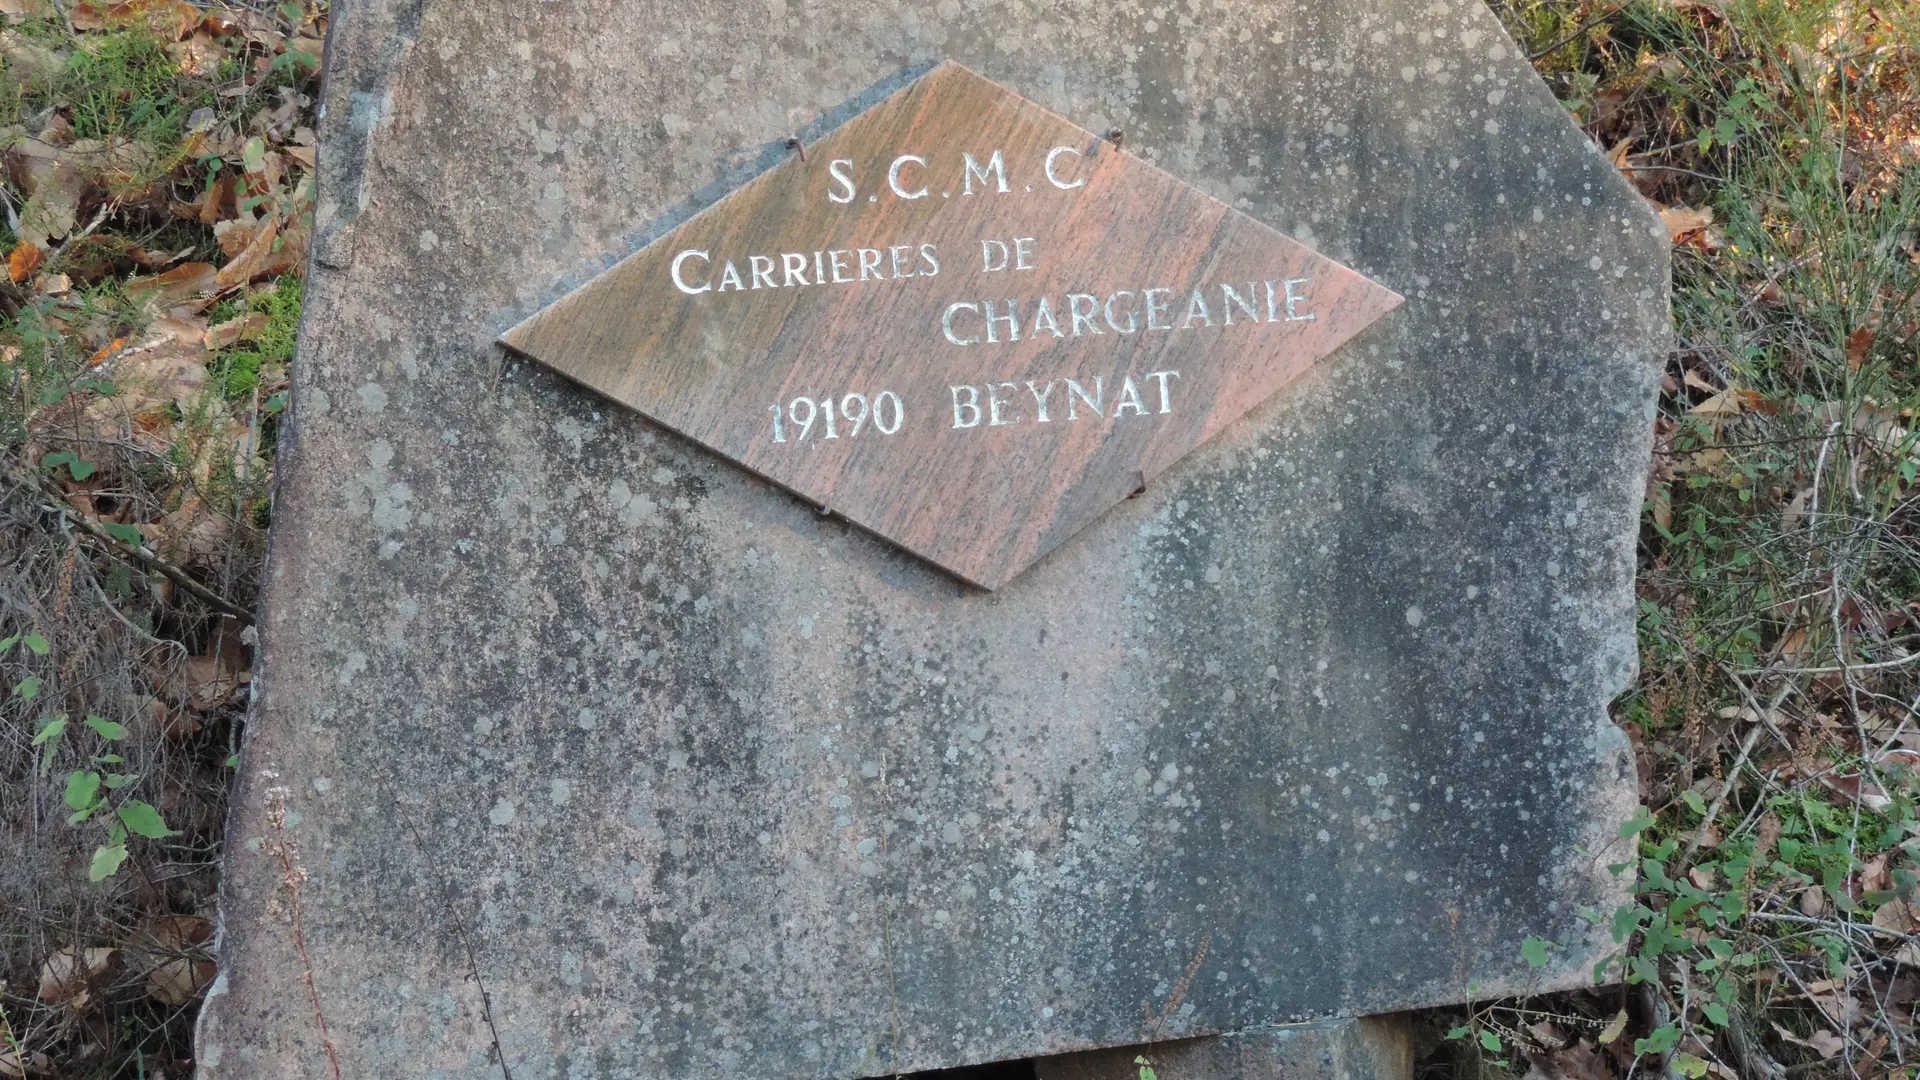 S.C.M.C
CARRIERES DE
CHARGEANIE
19190 BEYNAT